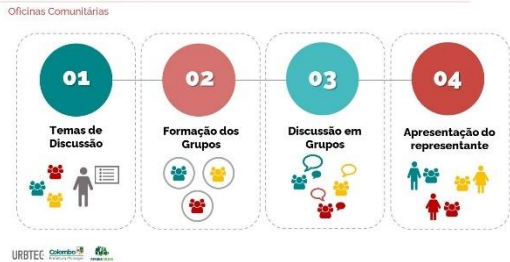 Oficinas Comunitárias
01
02
03
04
Temas de
Discussão
Formação dos
Grupos
Discussão em
Grupos
Apresentação do
representante
URBTEC
Colombo